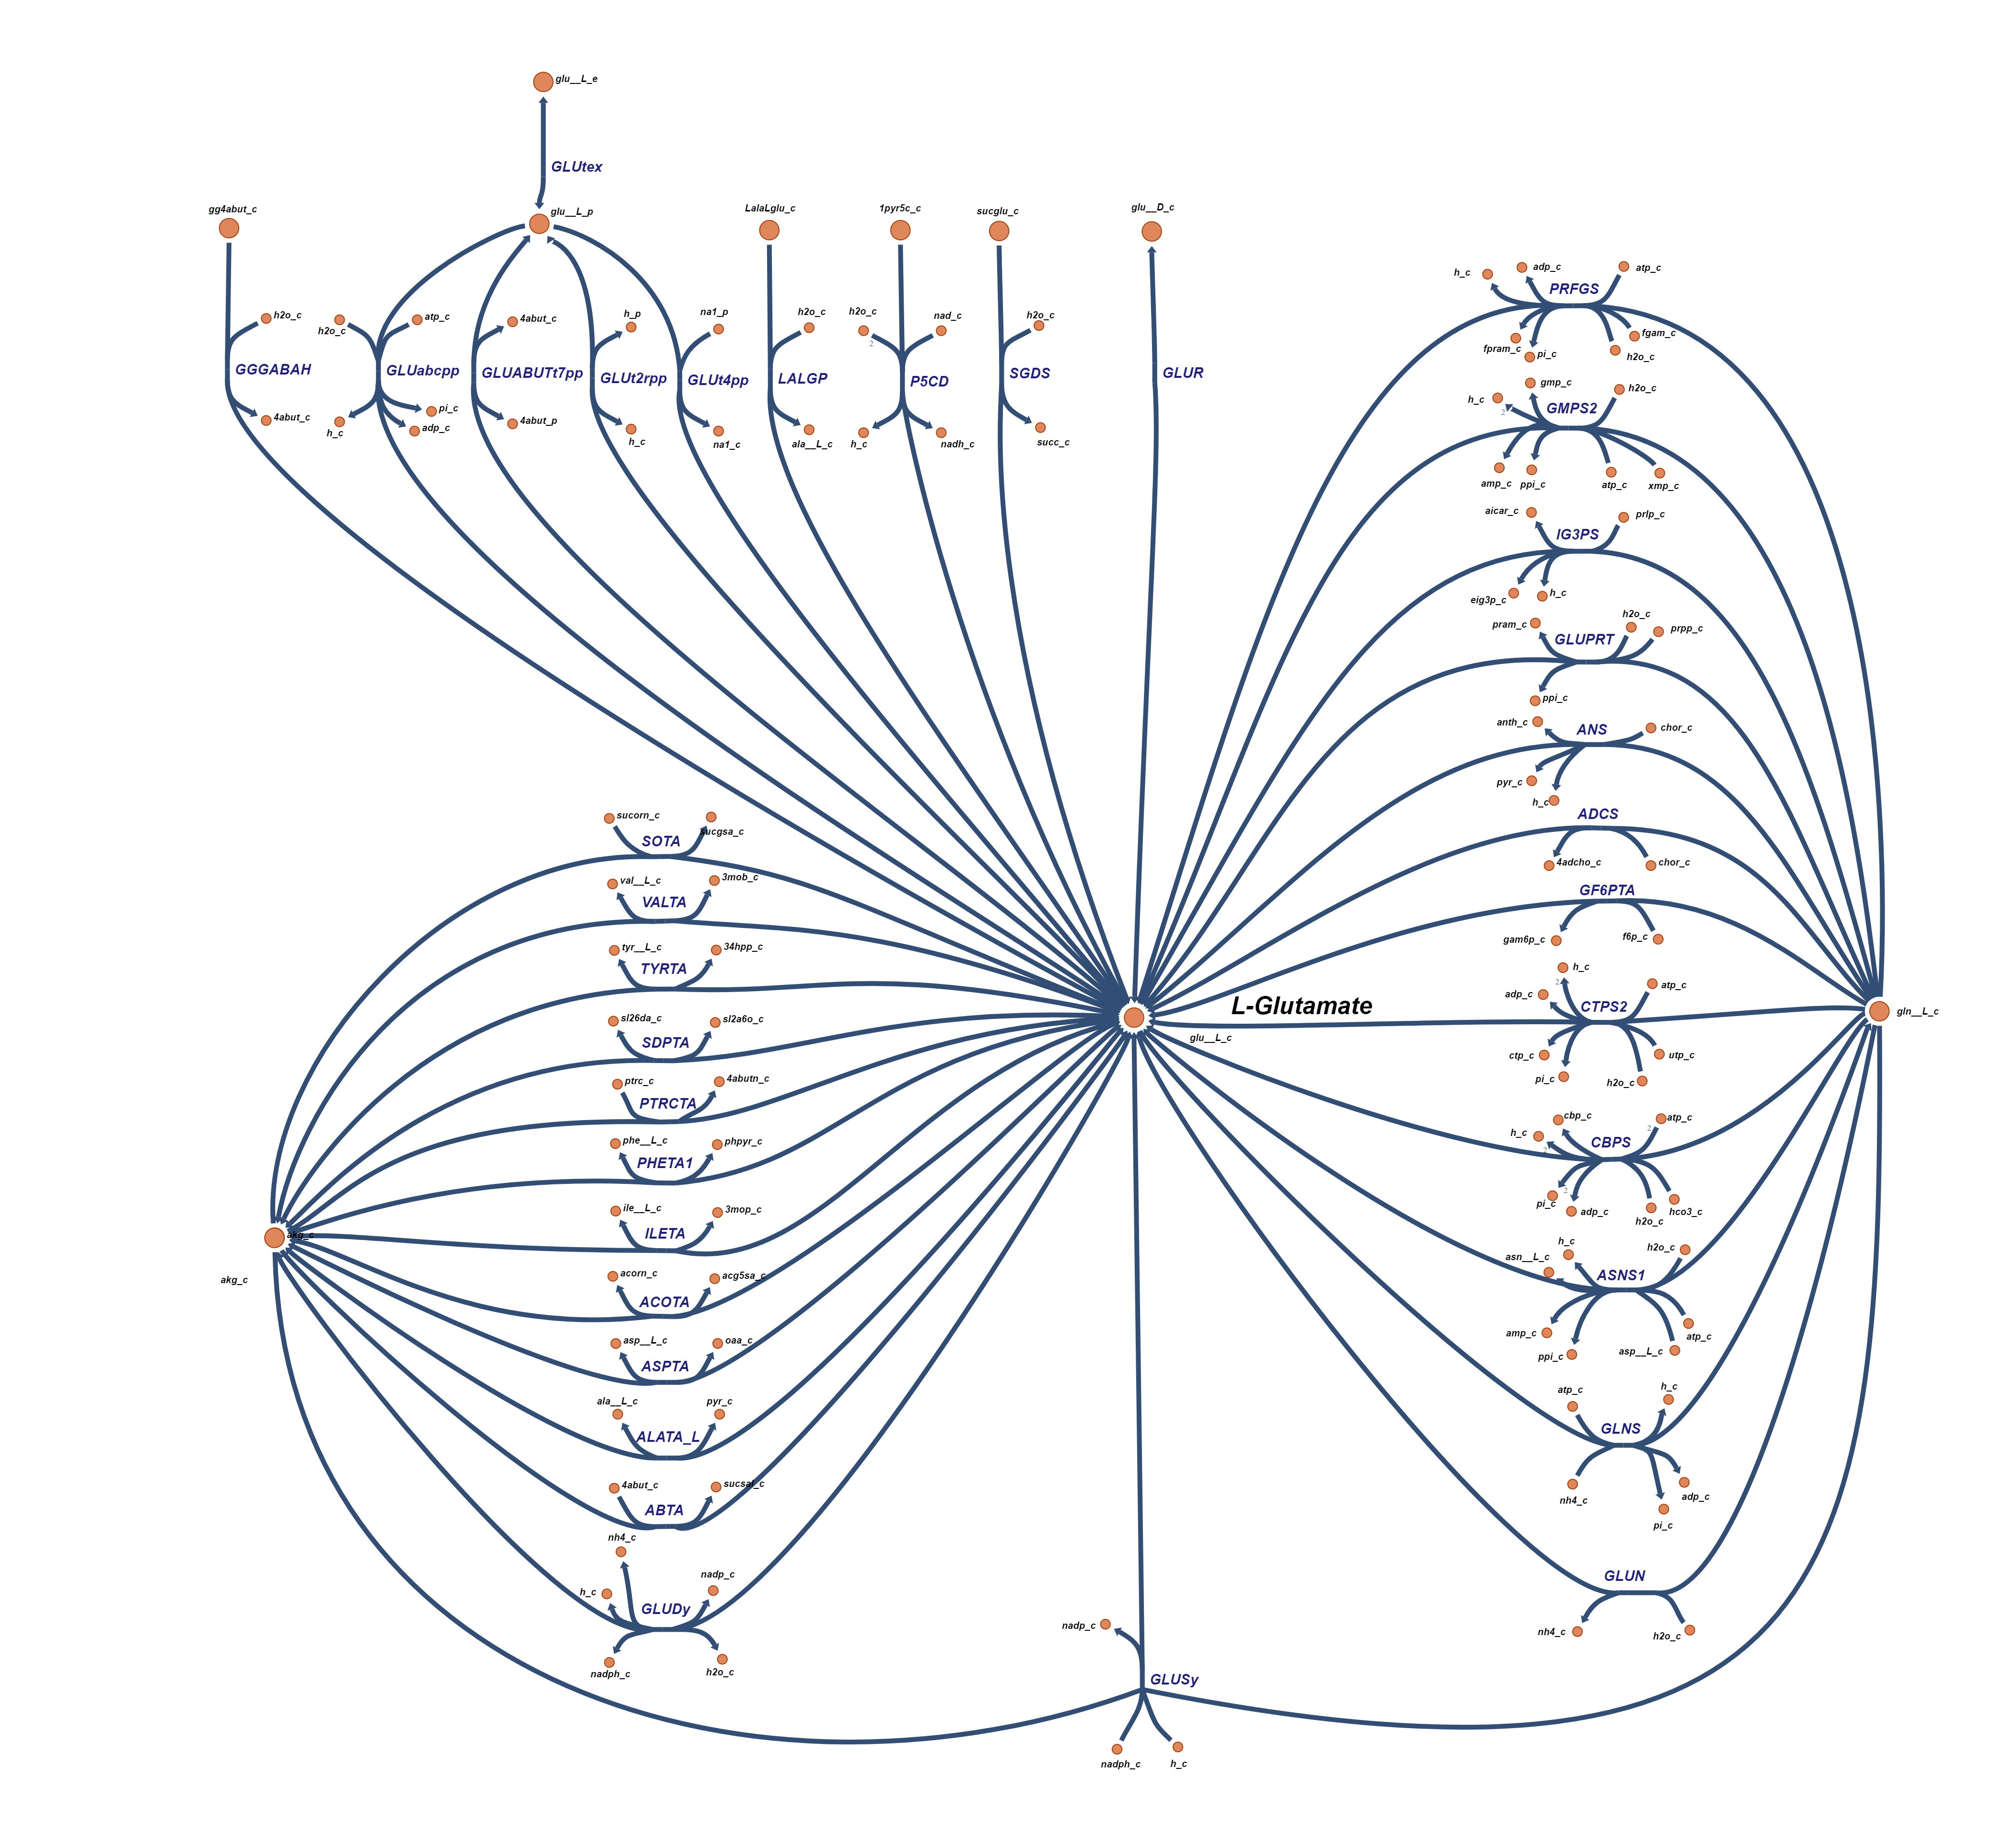 glu__L_e
GLUtex
gg4abut_c
glu__L_p
LalaLglu_c
1pyr5c_c
sucglu_c
glu__D_c
h2o_c
h2o_c
atp_c
4abut_c
h_p
na1_p
h2o_c
h2o_c
2
nad_c
h2o_c
GGGABAH
GLUabcpp
GLUABUTt7pp
GLUt2rpp
GLUt4pp
LALGP
P5CD
SGDS
GLUR
4abut_c
h_c
pi_c
adp_c
4abut_p
h_c
na1_c
ala__L_c
h_c
nadh_c
succ_c
h_c
adp_c
atp_c
PRFGS
fpram_c
pi_c
fgam_c
h2o_c
gmp_c
h2o_c
h_c
2
GMPS2
amp_c
ppi_c
atp_c
xmp_c
aicar_c
prlp_c
IG3PS
eig3p_c
h_c
pram_c
h2o_c
prpp_c
GLUPRT
ppi_c
anth_c
ANS
chor_c
pyr_c
h_c
ADCS
4adcho_c
chor_c
GF6PTA
gam6p_c
f6p_c
h_c
2
adp_c
atp_c
CTPS2
ctp_c
pi_c
utp_c
h2o_c
L-Glutamate
glu__L_c
gln__L_c
cbp_c
atp_c
2
h_c
2
CBPS
pi_c
2
adp_c
h2o_c
hco3_c
h_c
asn__L_c
h2o_c
ASNS1
amp_c
ppi_c
asp__L_c
atp_c
atp_c
h_c
GLNS
nh4_c
adp_c
pi_c
GLUN
nh4_c
h2o_c
sucorn_c
sucgsa_c
SOTA
val__L_c
3mob_c
VALTA
tyr__L_c
34hpp_c
TYRTA
sl26da_c
sl2a6o_c
SDPTA
ptrc_c
4abutn_c
PTRCTA
phe__L_c
phpyr_c
PHETA1
ile__L_c
3mop_c
ILETA
akg_c
akg_c
acorn_c
acg5sa_c
ACOTA
asp__L_c
oaa_c
ASPTA
ala__L_c
pyr_c
ALATA_L
4abut_c
sucsal_c
ABTA
nh4_c
h_c
nadp_c
GLUDy
nadph_c
h2o_c
nadp_c
GLUSy
nadph_c
h_c